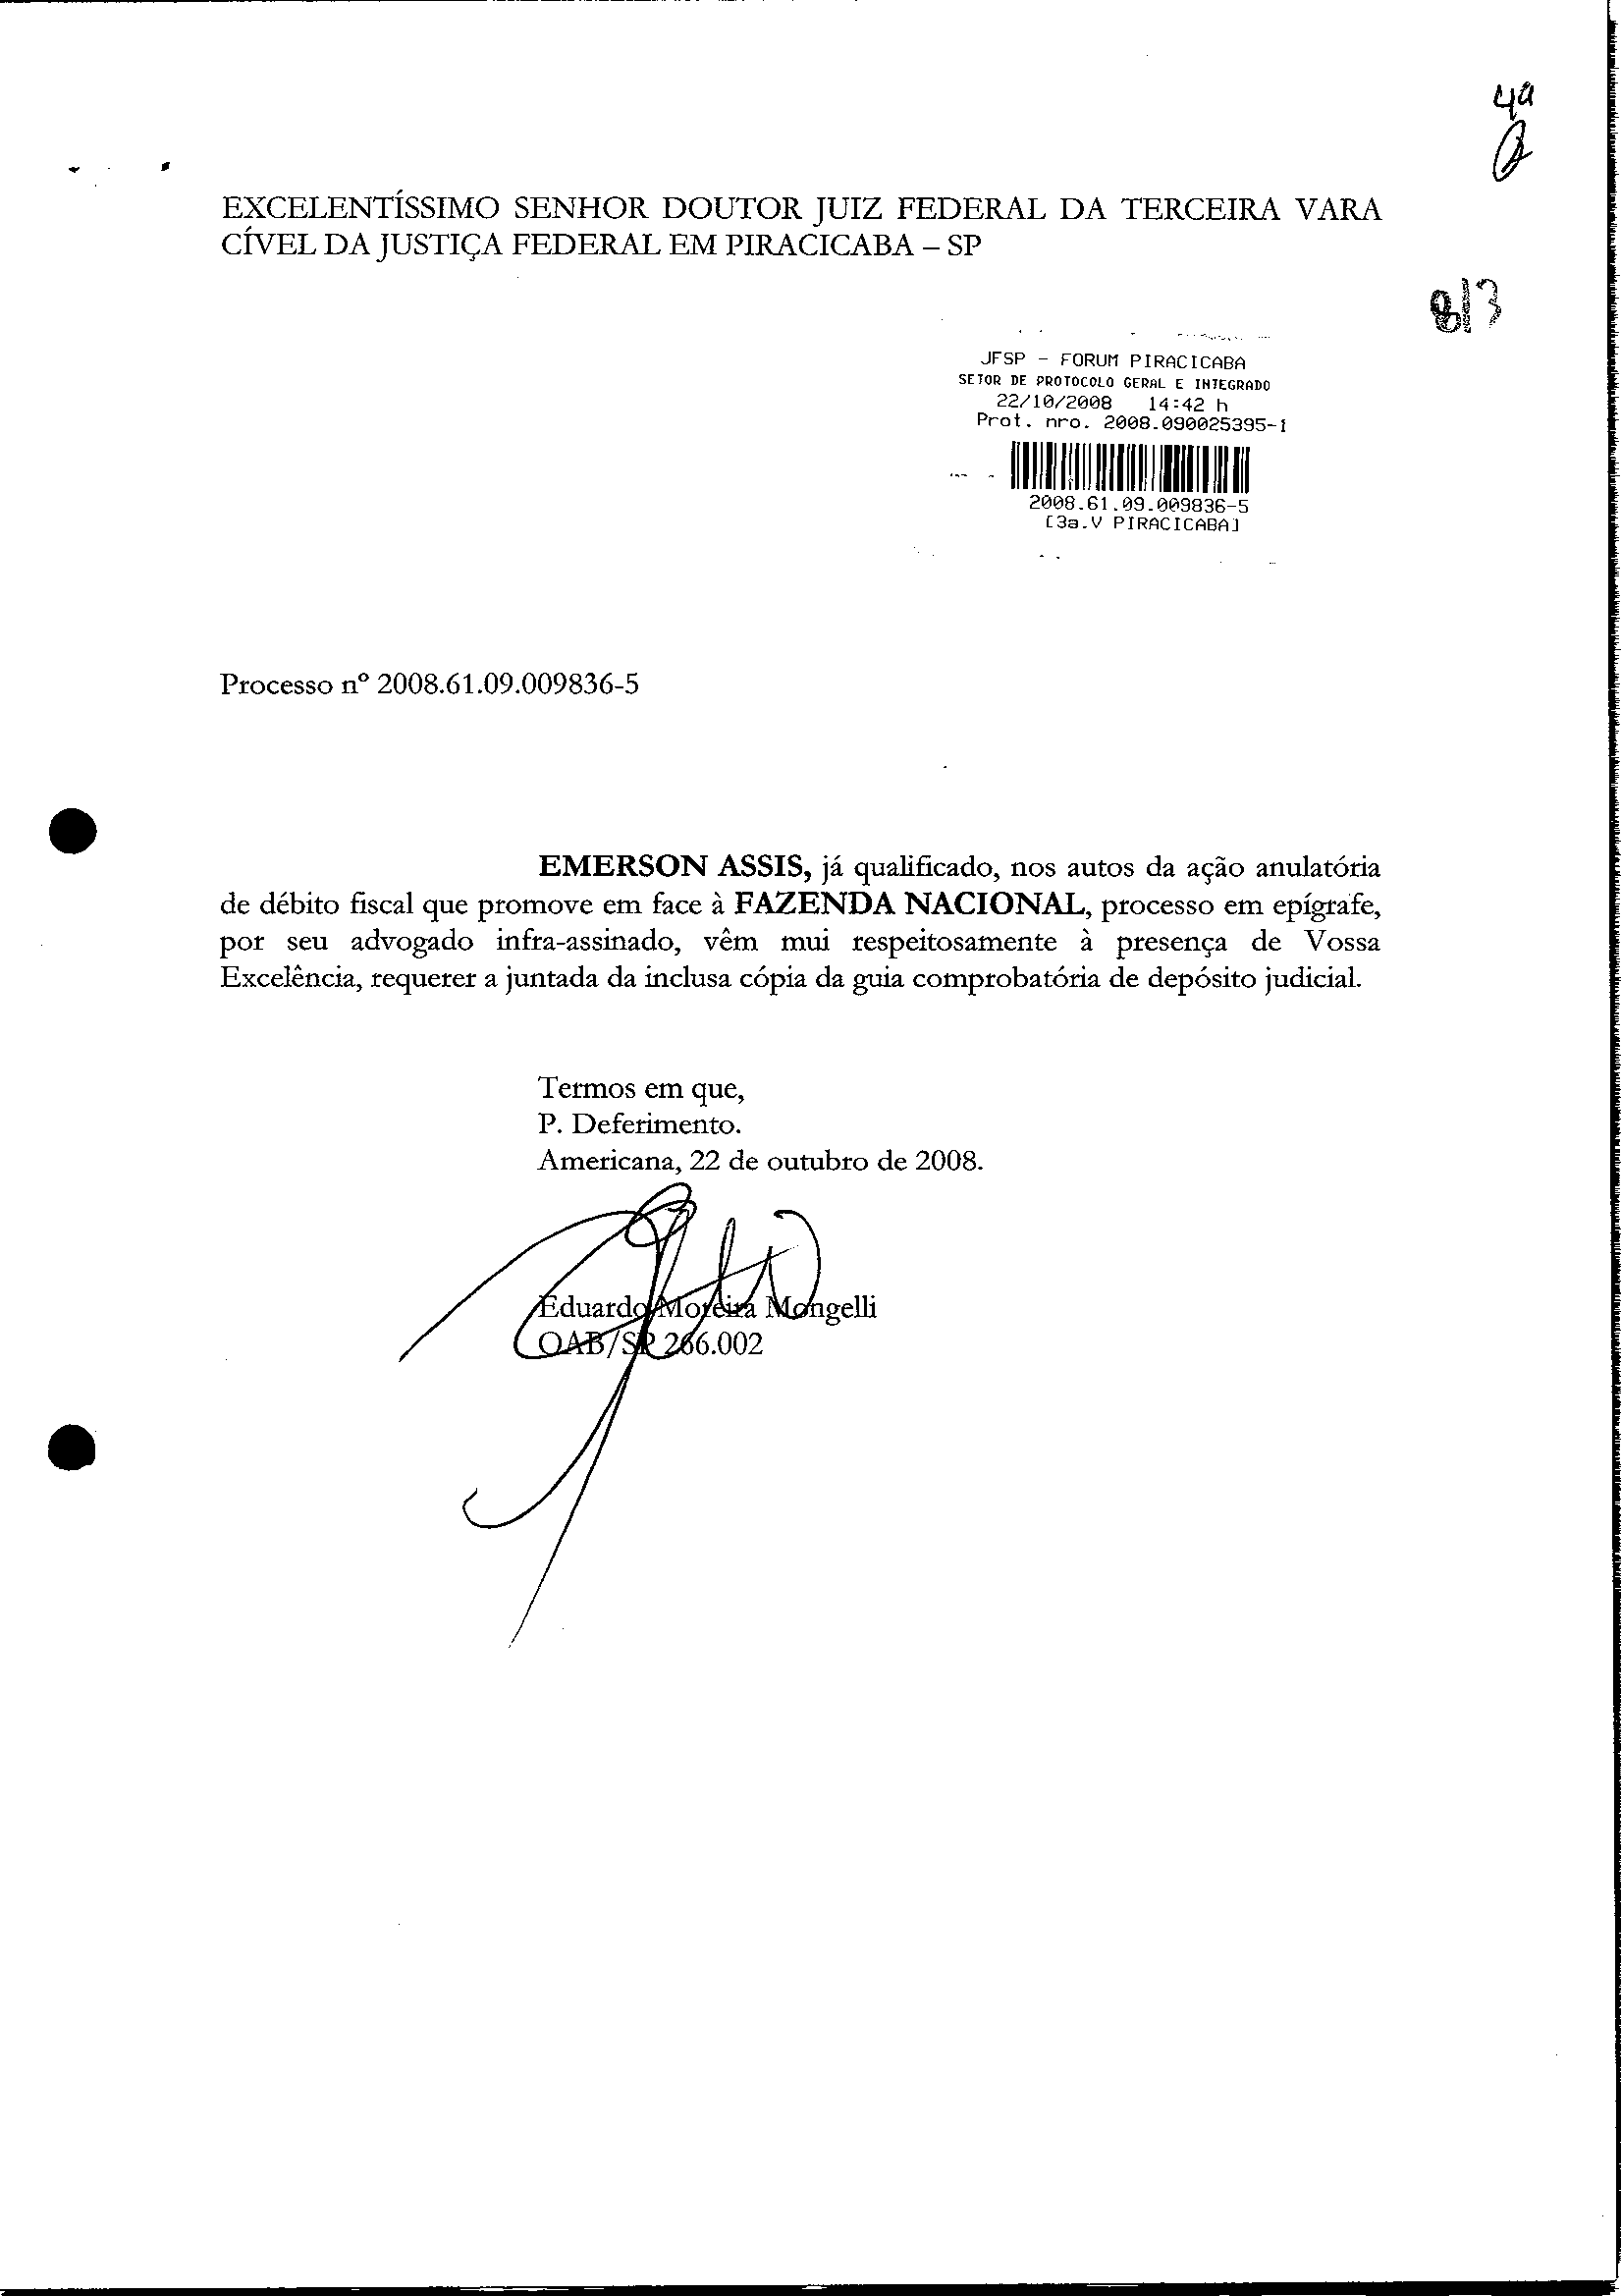 EXCELENTÍSSIMO SENHOR DOUTOR JUIZ FEDERAL DA TERCEIRA VARA
CÍVEL DA JUSTIÇA FEDERAL EM PIRACICABA – SP
JFSP - FORUM PIRACICABA
SETOR DE PROTOCOLO GERAL E INTEGRADO
22/10/2008 14:42 h
Prot. nro. 2008.090025395-1
2008.61.09.009836-5
[3a.V PIRACICABA]
Processo nº 2008.61.09.009836-5
EMERSON ASSIS, já qualificado, nos autos da ação anulatória
de débito fiscal que promove em face à FAZENDA NACIONAL, processo em epígrafe,
por seu advogado infra-assinado, vêm mui respeitosamente à presença de Vossa
Excelência, requerer a juntada da inclusa cópia da guia comprobatória de depósito judicial.
Termos em que,
P. Deferimento.
Americana, 22 de outubro de 2008.
Eduardo Moreira Mongelli
OAB/SP 266.002